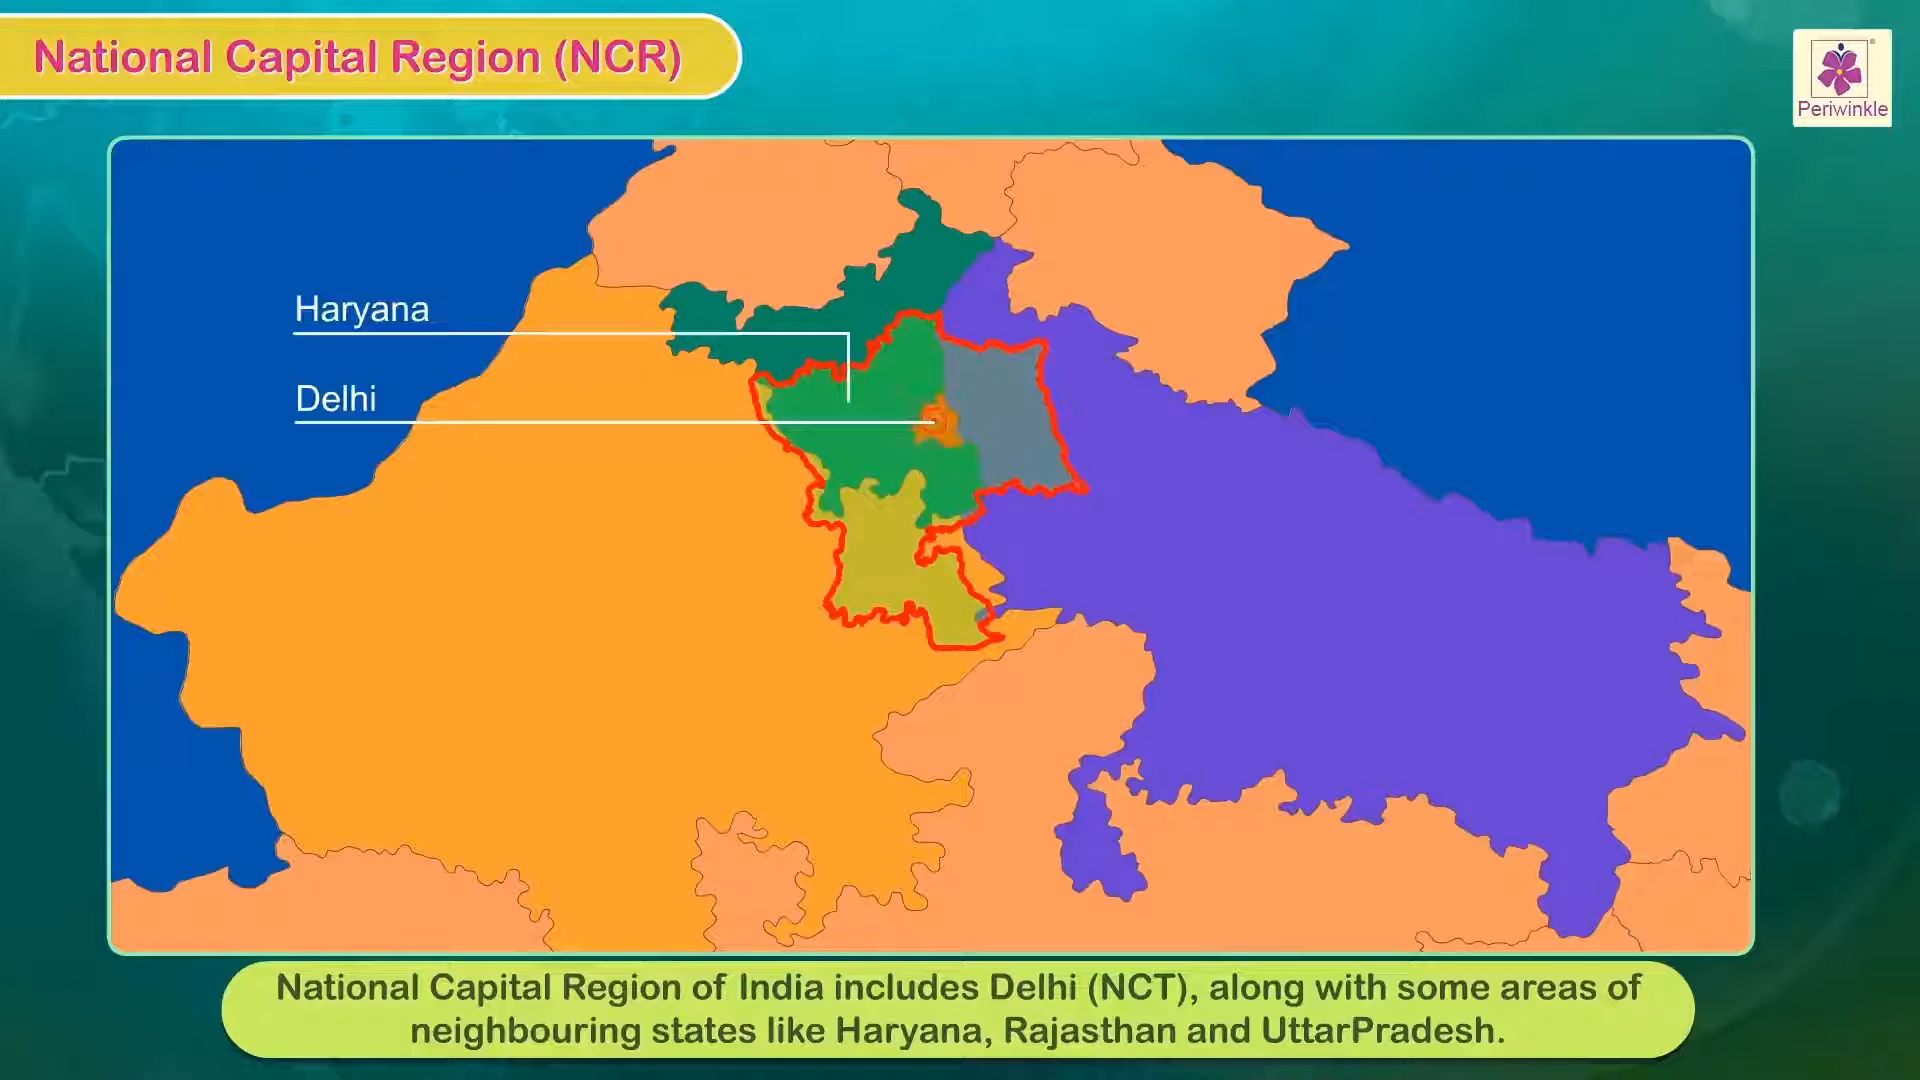 National Capital Region (NCR)
Periwinkle
Haryana
Delhi
National Capital Region of India includes Delhi (NCT), along with some areas of
neighbouring states like Haryana, Rajasthan and UttarPradesh.